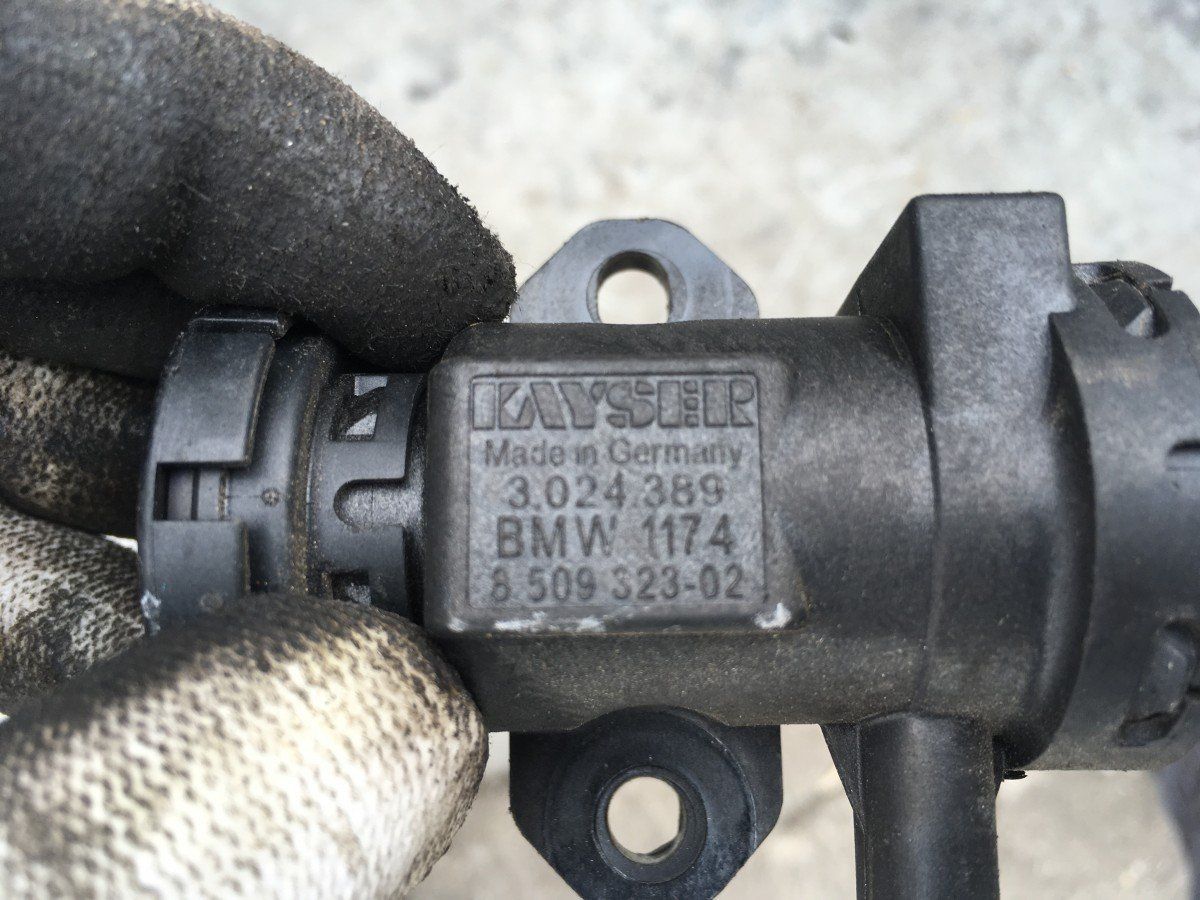 KAYSER
Made in Germany
3.024.389
BMW 1174
8 509 323-02